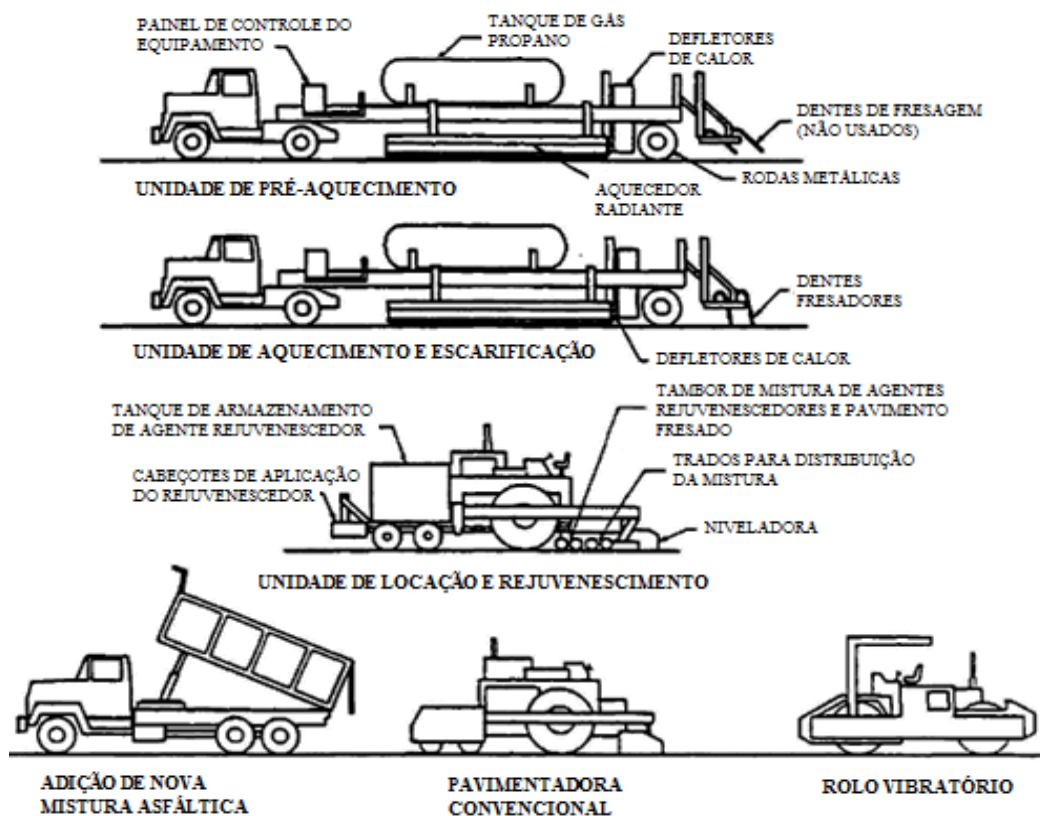 PAINEL DE CONTROLE DO
EQUIPAMENTO
TANQUE DE GÁS
PROPANO
DEFLETORES
DE CALOR
DENTES DE FRESAGEM
(NÃO USADOS)
RODAS METÁLICAS
AQUECEDOR
RADIANTE
UNIDADE DE PRÉ-AQUECIMENTO
DENTES
FRESADORES
UNIDADE DE AQUECIMENTO E ESCARIFICAÇÃO
DEFLETORES DE CALOR
TANQUE DE ARMAZENAMENTO
DE AGENTE REJUVENESCEDOR
TAMBOR DE MISTURA DE AGENTES
REJUVENESCEDORES E PAVIMENTO
FRESADO
CABEÇOTES DE APLICAÇÃO
DO REJUVENESCEDOR
TRADOS PARA DISTRIBUIÇÃO
DA MISTURA
NIVELADORA
UNIDADE DE LOCAÇÃO E REJUVENESCIMENTO
ADIÇÃO DE NOVA
MISTURA ASFÁLTICA
PAVIMENTADORA
CONVENCIONAL
ROLO VIBRATÓRIO